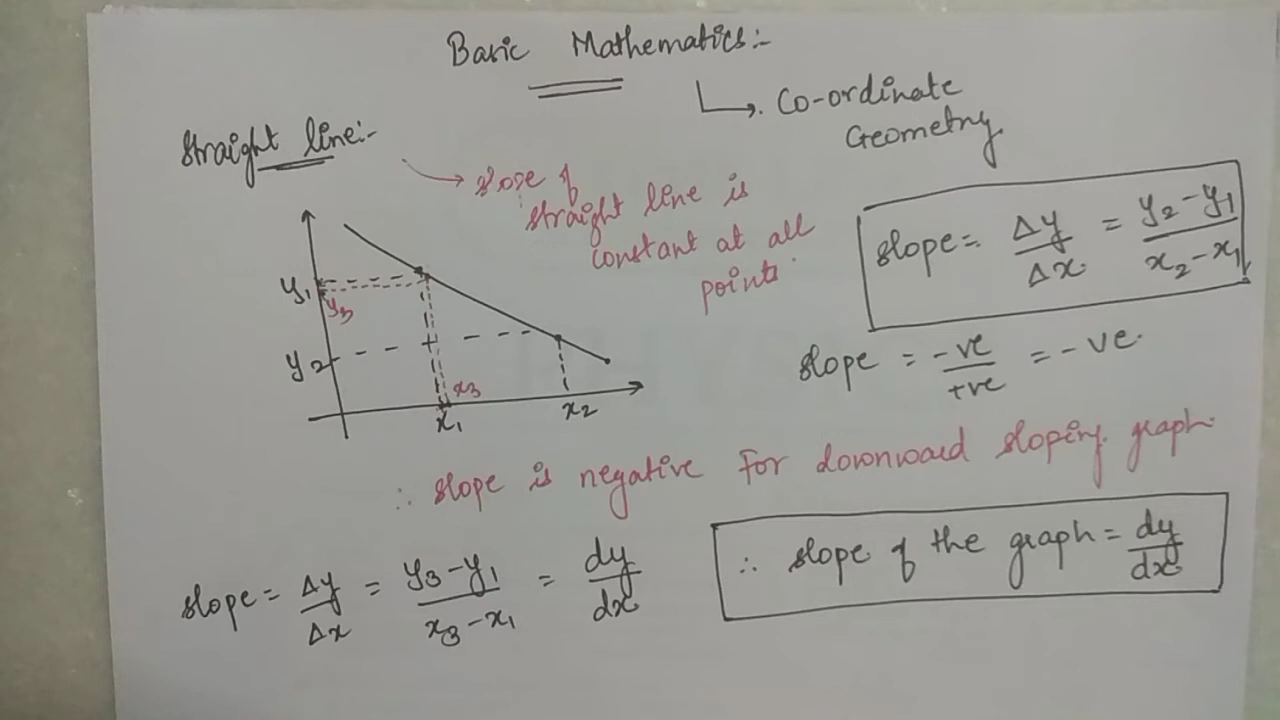 Basic Mathematics:-
↳ Co-ordinate
Geometry
Straight line:-
→ slope of
straight line is
constant at all
points.
slope = Δy/Δx = y₂-y₁/x₂-x₁
y₁
y₃
y₂
x₃
x₁
x₂
slope = -ve/+ve = -ve.
∴ slope is negative for downward sloping graph.
slope = Δy/Δx = y₃-y₁/x₃-x₁ = dy/dx
∴ slope of the graph = dy/dx